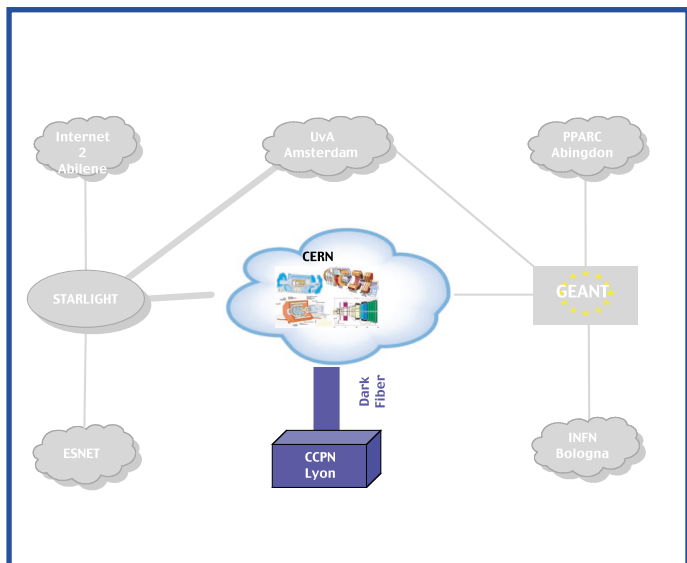 Internet
2
Abilene
UvA
Amsterdam
PPARC
Abingdon
CERN
STARLIGHT
GEANT
Dark
Fiber
ESNET
CCPN
Lyon
INFN
Bologna